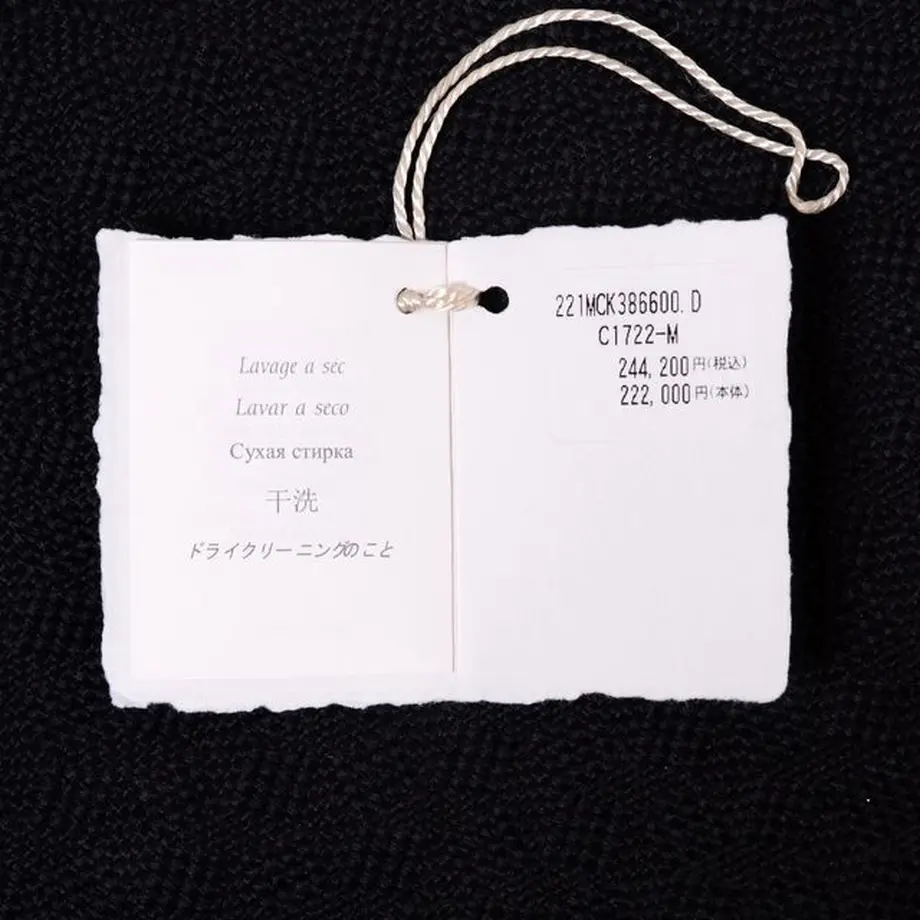 Lavage a sec
Lavar a seco
Сухая стирка
干洗
ドライクリーニングのこと
221MCK386600.D
C1722-M
244,200円(税込)
222,000円(本体)